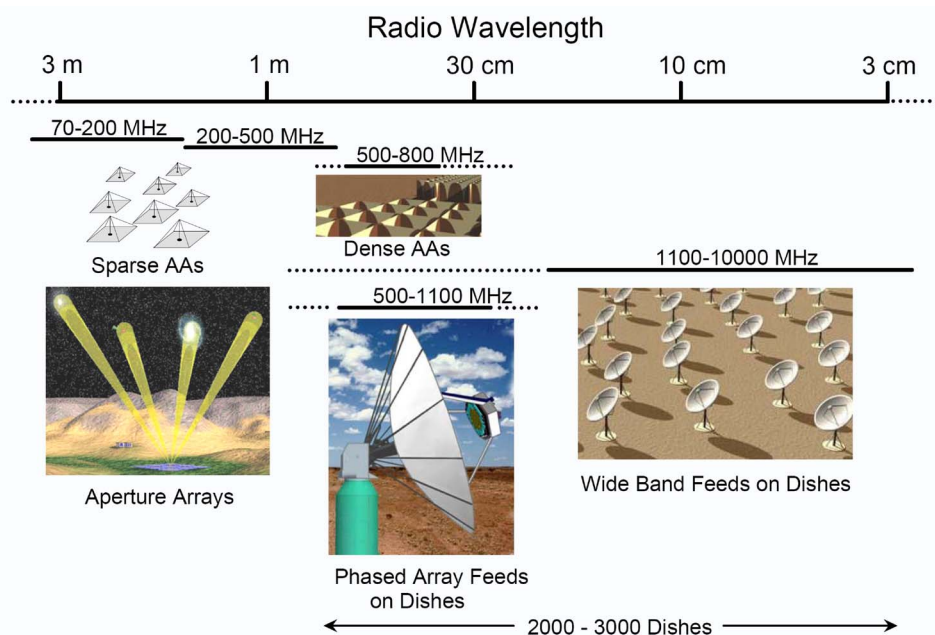 Radio Wavelength
3 m 1 m 30 cm 10 cm 3 cm
70-200 MHz
200-500 MHz
500-800 MHz
Sparse AAs
Dense AAs
1100-10000 MHz
500-1100 MHz
Aperture Arrays
Wide Band Feeds on Dishes
Phased Array Feeds
on Dishes
2000 - 3000 Dishes